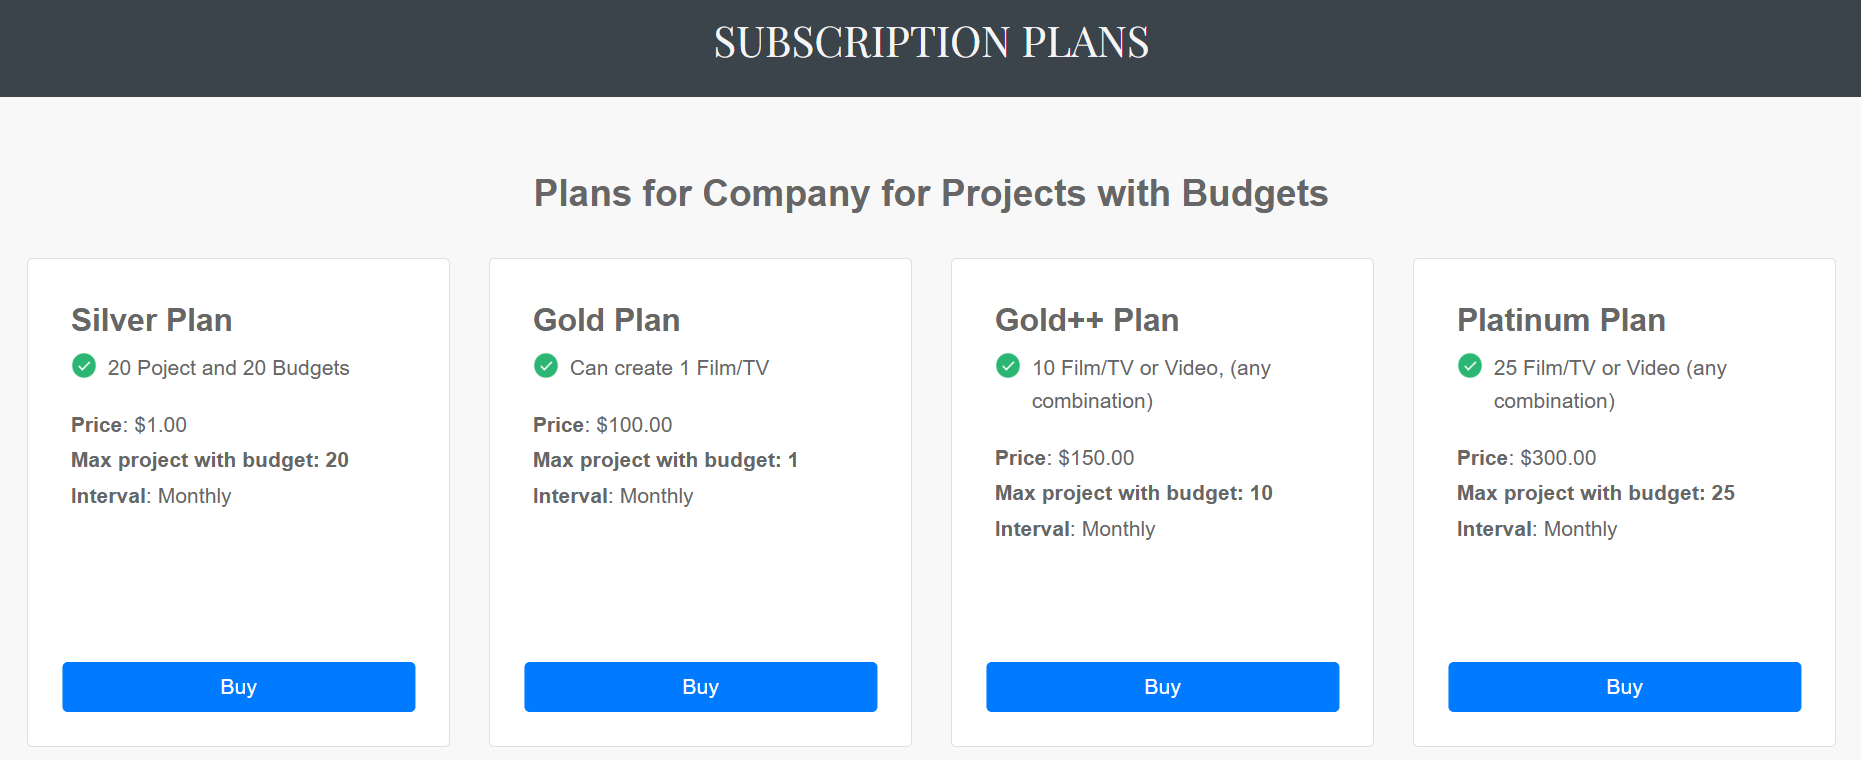 SUBSCRIPTION PLANS
Plans for Company for Projects with Budgets
Silver Plan
20 Poject and 20 Budgets
Price: $1.00
Max project with budget: 20
Interval: Monthly
Buy
Gold Plan
Can create 1 Film/TV
Price: $100.00
Max project with budget: 1
Interval: Monthly
Buy
Gold++ Plan
10 Film/TV or Video, (any
combination)
Price: $150.00
Max project with budget: 10
Interval: Monthly
Buy
Platinum Plan
25 Film/TV or Video (any
combination)
Price: $300.00
Max project with budget: 25
Interval: Monthly
Buy